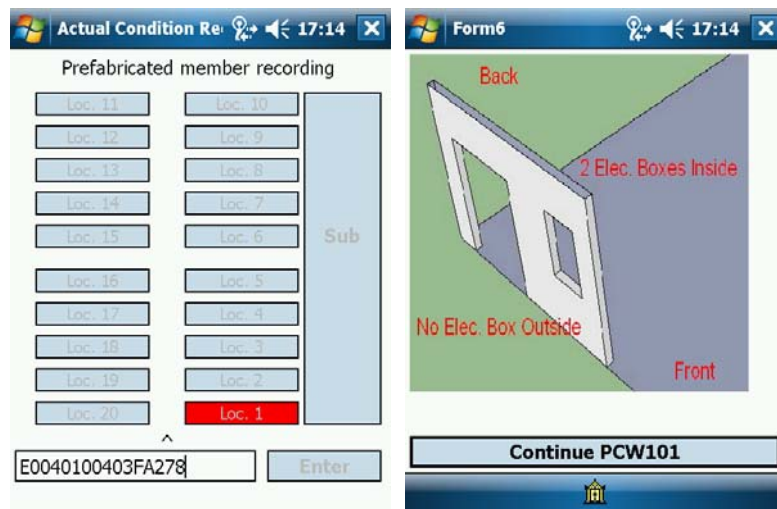 Actual Condition Re 17:14
Prefabricated member recording
Loc. 11 Loc. 10
Loc. 12 Loc. 9
Loc. 13 Loc. 8
Loc. 14 Loc. 7
Loc. 15 Loc. 6
Sub
Loc. 16 Loc. 5
Loc. 17 Loc. 4
Loc. 18 Loc. 3
Loc. 19 Loc. 2
Loc. 20 Loc. 1
^
E0040100403FA278 Enter
Form6 17:14
Back
2 Elec. Boxes Inside
No Elec. Box Outside
Front
Continue PCW101